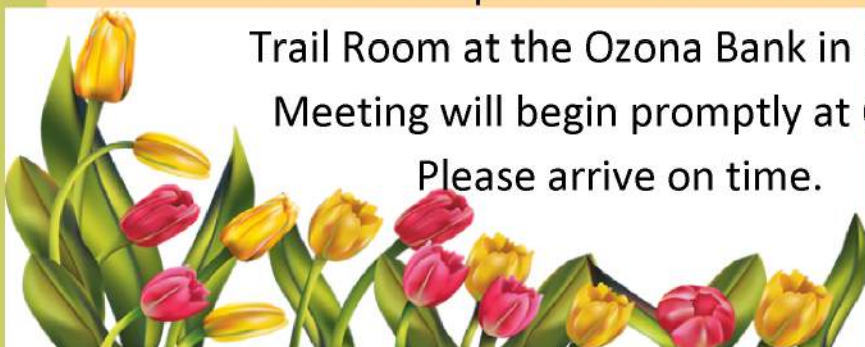 Trail Room at the Ozona Bank in
Meeting will begin promptly at
Please arrive on time.